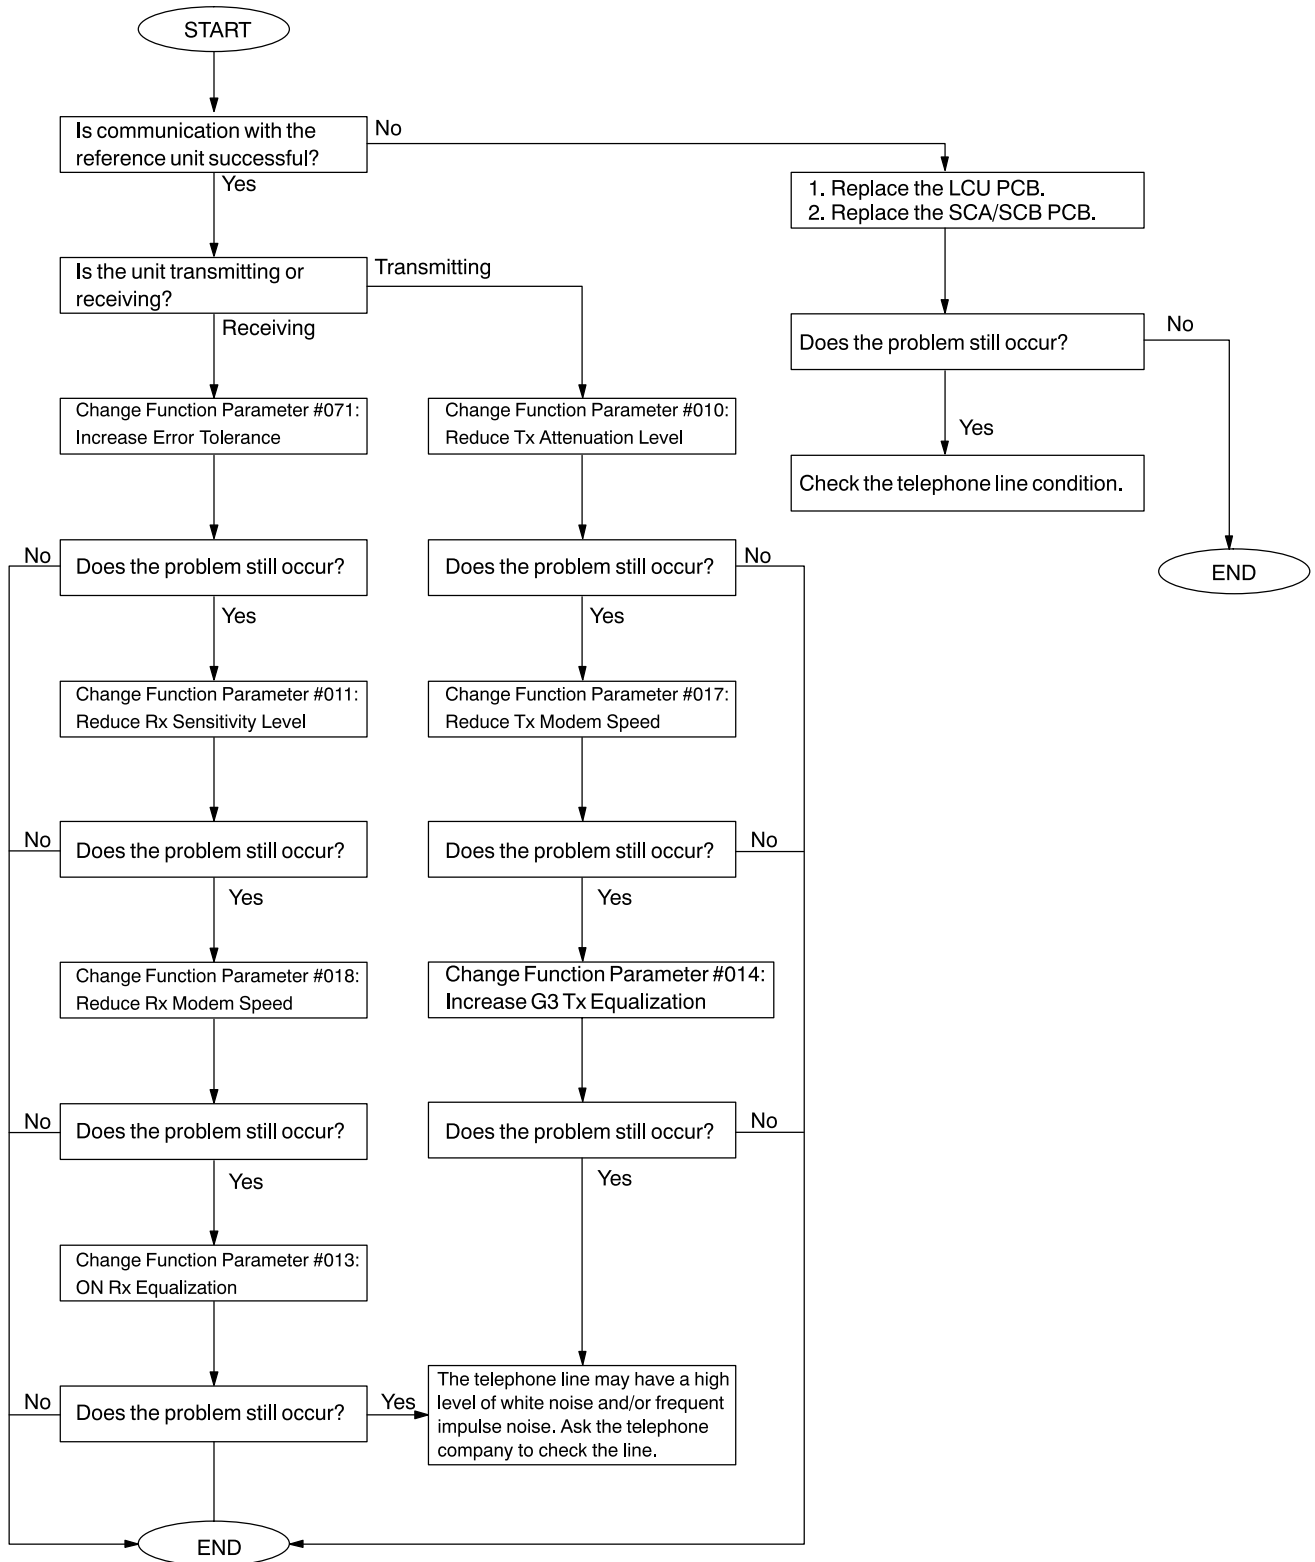 START
Is communication with the
reference unit successful?
No
Yes
1. Replace the LCU PCB.
2. Replace the SCA/SCB PCB.
Is the unit transmitting or
receiving?
Transmitting
Receiving
Does the problem still occur?
No
Yes
Check the telephone line condition.
END
Change Function Parameter #071:
Increase Error Tolerance
Change Function Parameter #010:
Reduce Tx Attenuation Level
No
Does the problem still occur?
Yes
Does the problem still occur?
No
Yes
Change Function Parameter #011:
Reduce Rx Sensitivity Level
Change Function Parameter #017:
Reduce Tx Modem Speed
No
Does the problem still occur?
Yes
Does the problem still occur?
No
Yes
Change Function Parameter #018:
Reduce Rx Modem Speed
Change Function Parameter #014:
Increase G3 Tx Equalization
No
Does the problem still occur?
Yes
Does the problem still occur?
No
Yes
Change Function Parameter #013:
ON Rx Equalization
No
Does the problem still occur?
Yes
The telephone line may have a high
level of white noise and/or frequent
impulse noise. Ask the telephone
company to check the line.
END